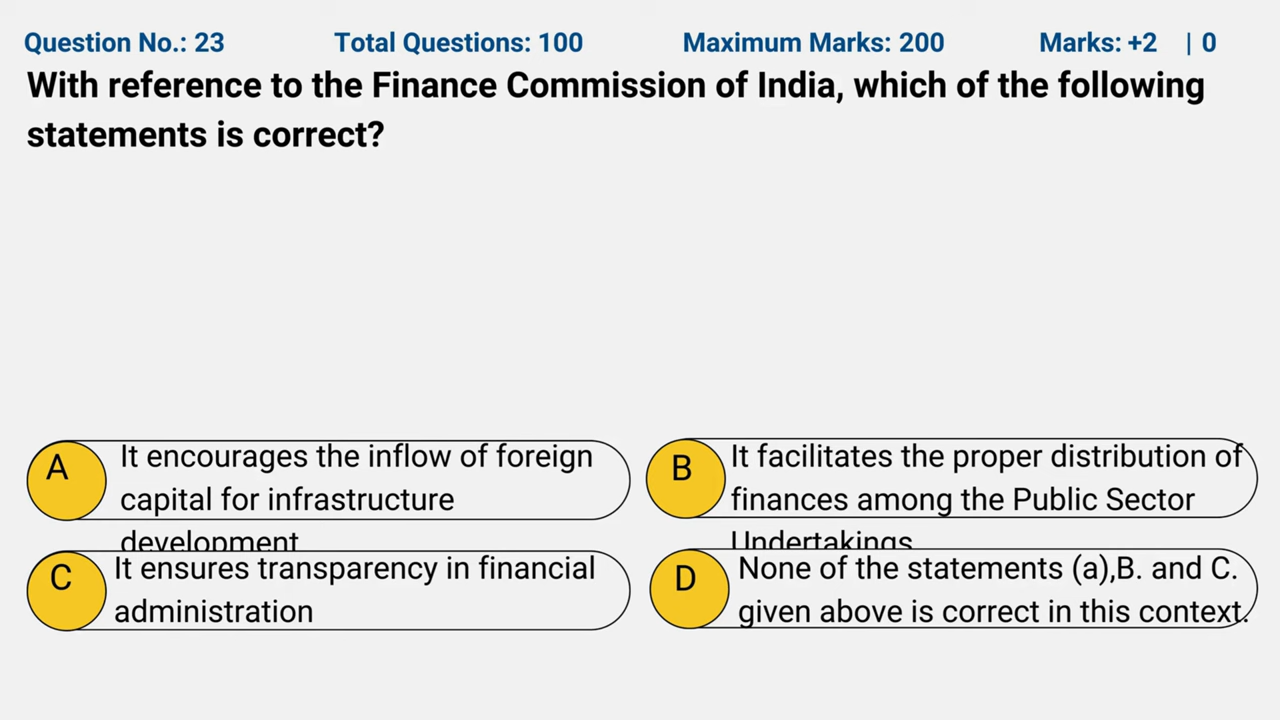 Question No.: 23 Total Questions: 100 Maximum Marks: 200 Marks: +2 | 0
With reference to the Finance Commission of India, which of the following
statements is correct?
A It encourages the inflow of foreign
capital for infrastructure
development
B It facilitates the proper distribution of
finances among the Public Sector
Undertakings
C It ensures transparency in financial
administration
D None of the statements (a),B. and C.
given above is correct in this context.